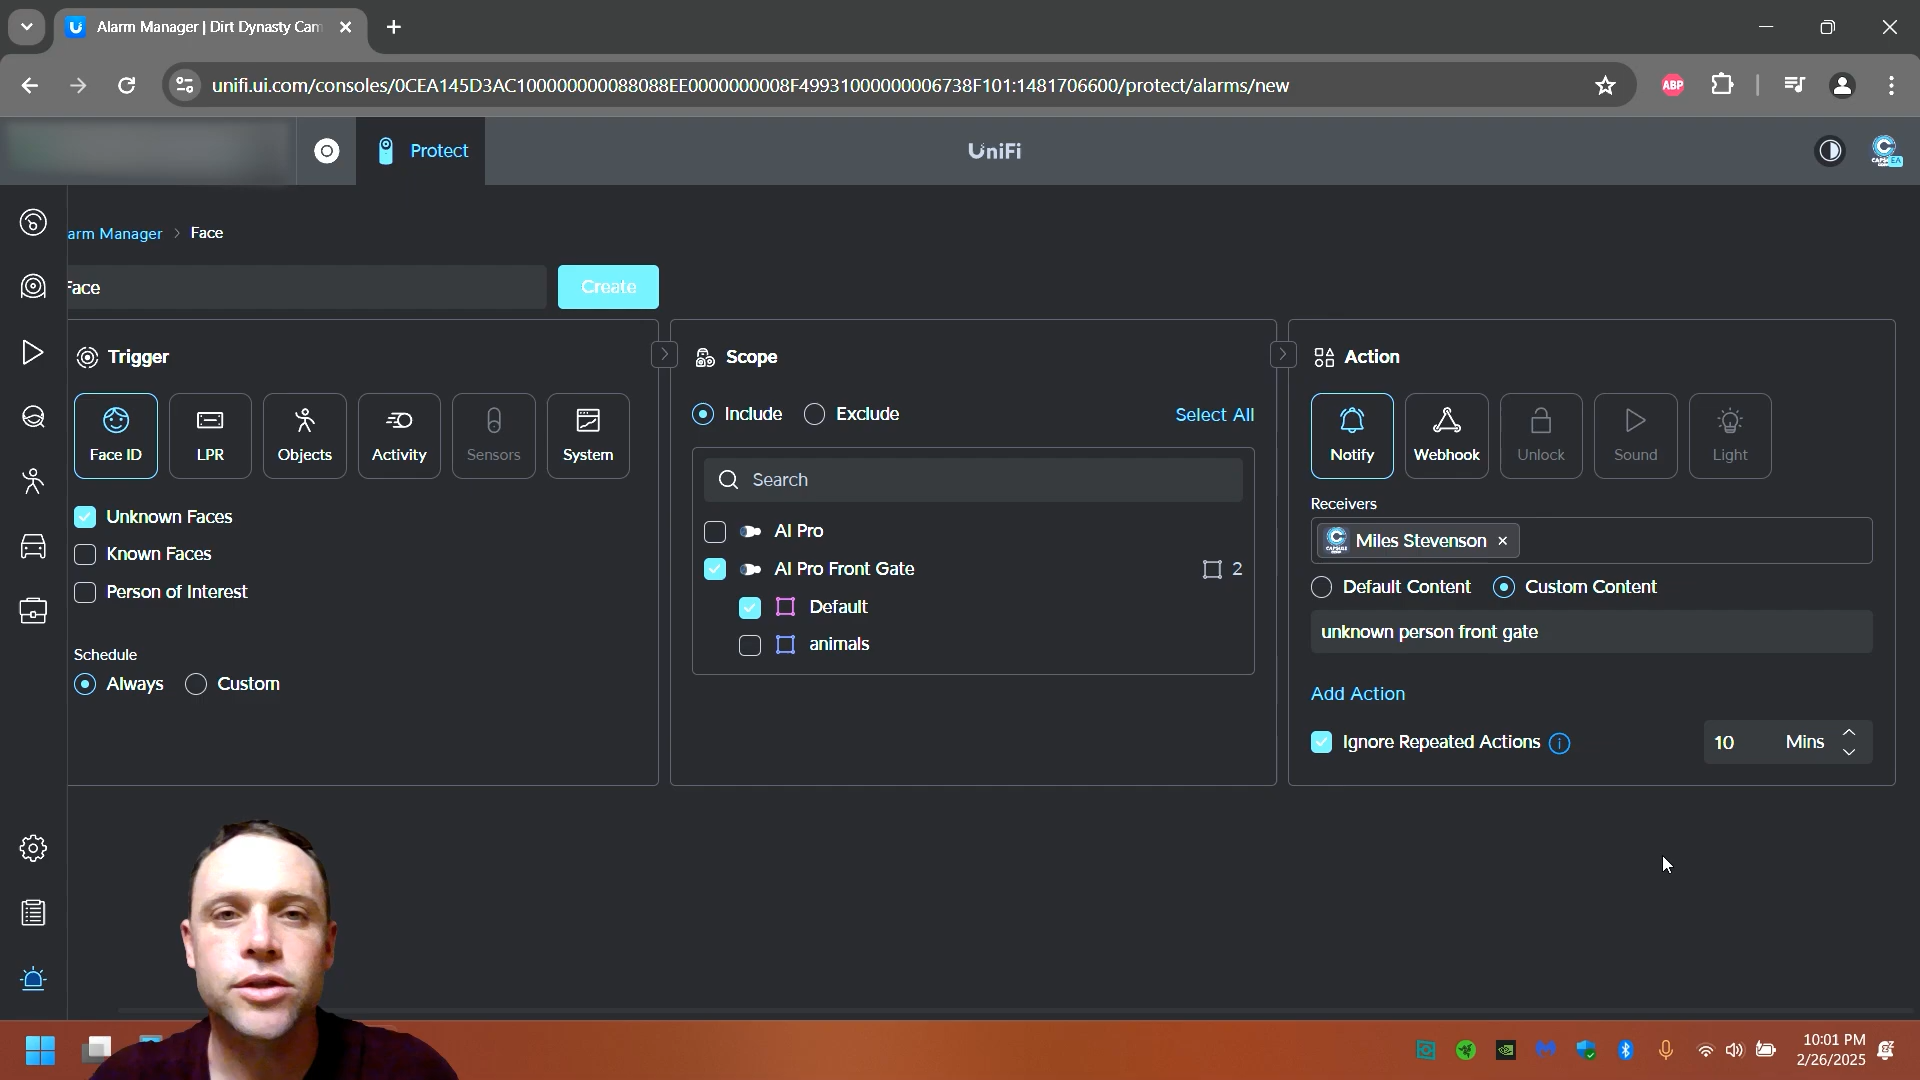 Alarm Manager | Dirt Dynasty Cam
unifi.ui.com/consoles/0CEA145D3AC100000000088088EE0000000008F49931000000006738F101:1481706600/protect/alarms/new
ABP
Protect
UniFi
EA
arm Manager > Face
Face
Create
Trigger
Face ID
LPR
Objects
Activity
Sensors
System
Unknown Faces
Known Faces
Person of Interest
Schedule
Always
Custom
Scope
Include
Exclude
Select All
Search
AI Pro
AI Pro Front Gate
2
Default
animals
Action
Notify
Webhook
Unlock
Sound
Light
Receivers
Miles Stevenson
Default Content
Custom Content
unknown person front gate
Add Action
Ignore Repeated Actions
10 Mins
10:01 PM
2/26/2025